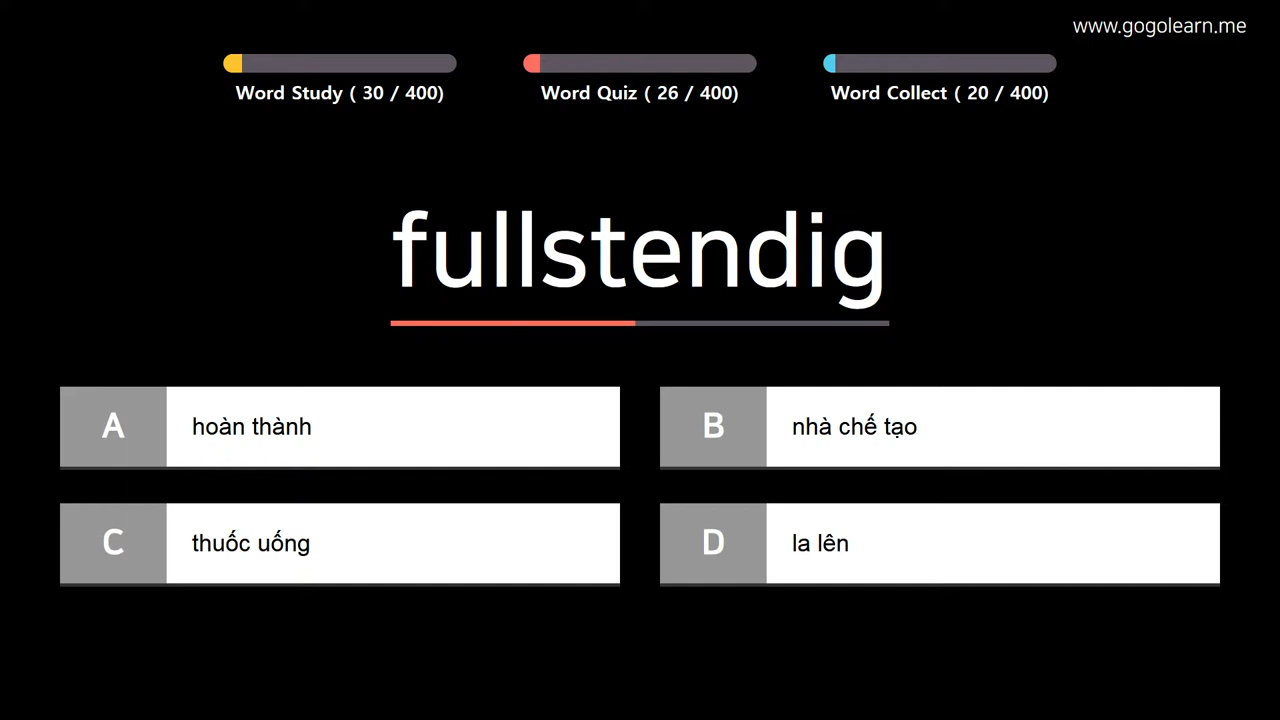 www.gogolearn.me
Word Study ( 30 / 400)
Word Quiz ( 26 / 400)
Word Collect ( 20 / 400)
fullstendig
A hoàn thành
B nhà chế tạo
C thuốc uống
D la lên